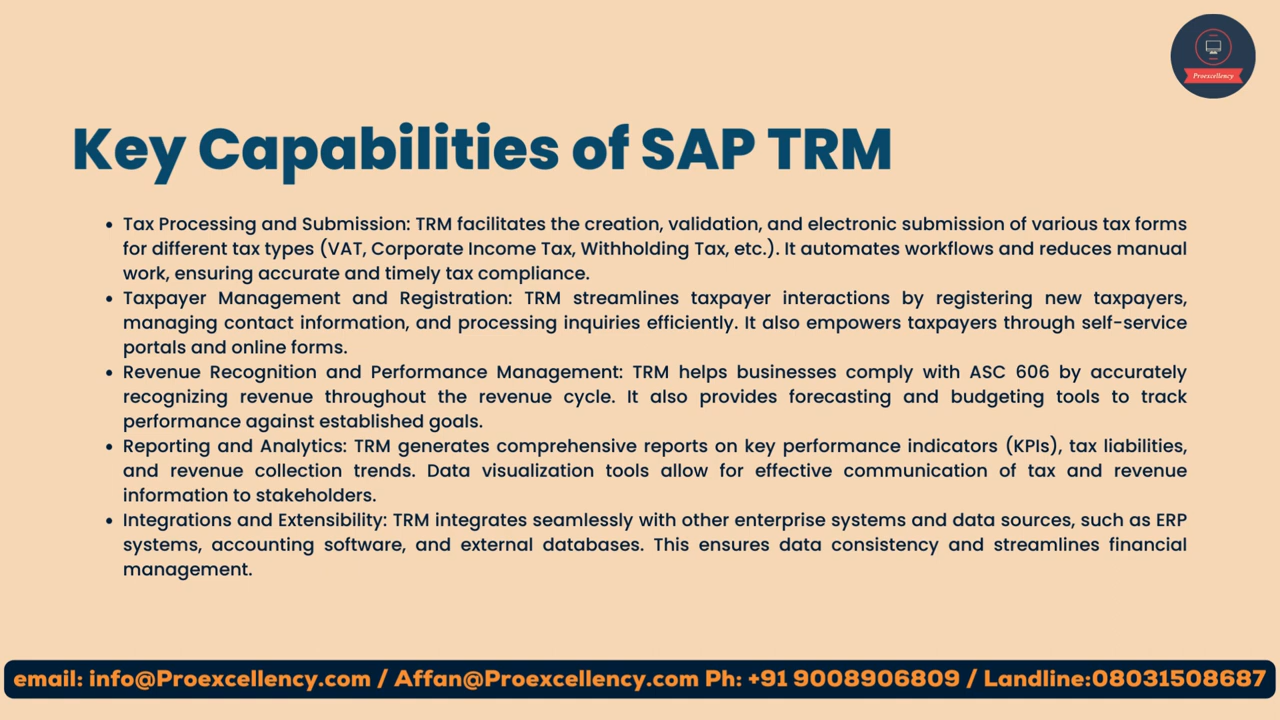 Proexcellency
Key Capabilities of SAP TRM
• Tax Processing and Submission: TRM facilitates the creation, validation, and electronic submission of various tax forms
for different tax types (VAT, Corporate Income Tax, Withholding Tax, etc.). It automates workflows and reduces manual
work, ensuring accurate and timely tax compliance.
• Taxpayer Management and Registration: TRM streamlines taxpayer interactions by registering new taxpayers,
managing contact information, and processing inquiries efficiently. It also empowers taxpayers through self-service
portals and online forms.
• Revenue Recognition and Performance Management: TRM helps businesses comply with ASC 606 by accurately
recognizing revenue throughout the revenue cycle. It also provides forecasting and budgeting tools to track
performance against established goals.
• Reporting and Analytics: TRM generates comprehensive reports on key performance indicators (KPIs), tax liabilities,
and revenue collection trends. Data visualization tools allow for effective communication of tax and revenue
information to stakeholders.
• Integrations and Extensibility: TRM integrates seamlessly with other enterprise systems and data sources, such as ERP
systems, accounting software, and external databases. This ensures data consistency and streamlines financial
management.
email: info@Proexcellency.com / Affan@Proexcellency.com Ph: +91 9008906809 / Landline:08031508687